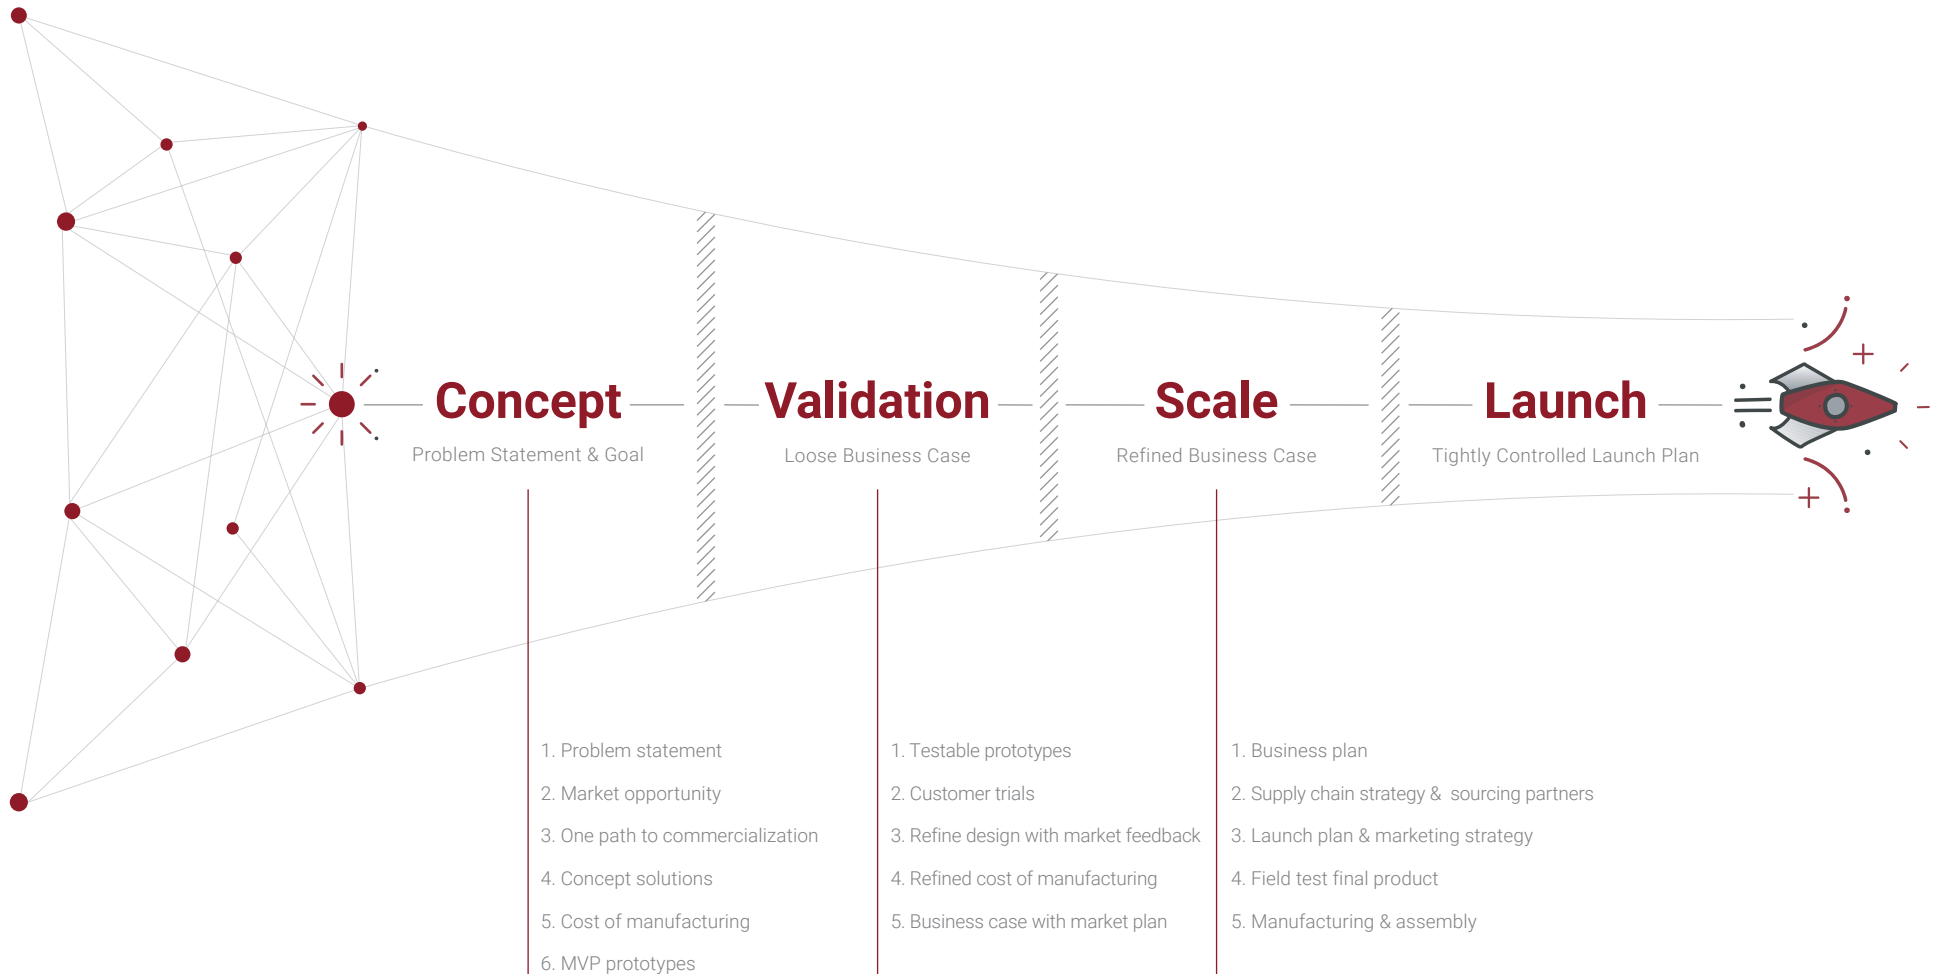 Concept
Problem Statement & Goal
Validation
Loose Business Case
Scale
Refined Business Case
Launch
Tightly Controlled Launch Plan
1. Problem statement
2. Market opportunity
3. One path to commercialization
4. Concept solutions
5. Cost of manufacturing
6. MVP prototypes
1. Testable prototypes
2. Customer trials
3. Refine design with market feedback
4. Refined cost of manufacturing
5. Business case with market plan
1. Business plan
2. Supply chain strategy & sourcing partners
3. Launch plan & marketing strategy
4. Field test final product
5. Manufacturing & assembly